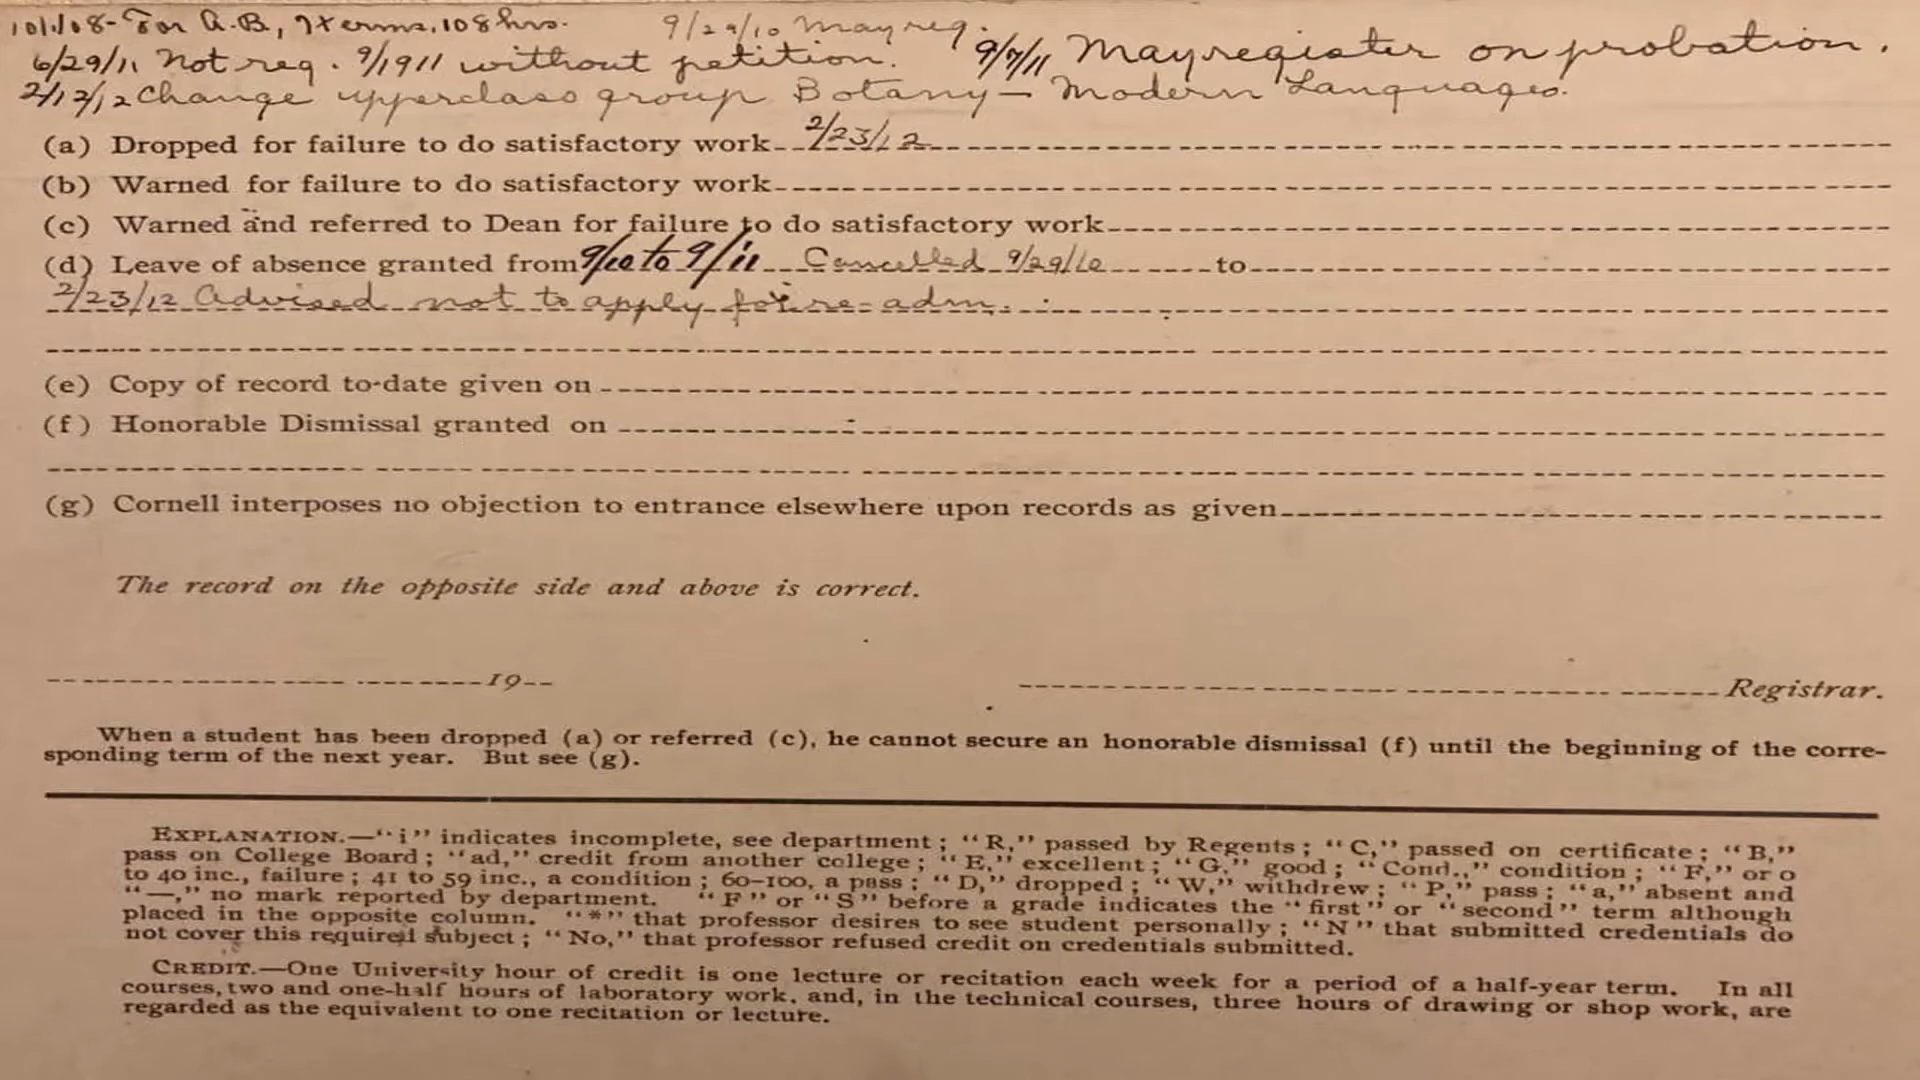 10/1/08- For A.B., 7 terms, 108 hrs. 9/29/10 May reg.
6/29/11 Not reg. 9/1911 without petition. 9/7/11 May register on probation.
2/12/12 Change upperclass group Botany — Modern Languages.
(a) Dropped for failure to do satisfactory work 2/23/12
(b) Warned for failure to do satisfactory work
(c) Warned and referred to Dean for failure to do satisfactory work
(d) Leave of absence granted from 9/10 to 9/11 Cancelled 9/29/10 to
2/23/12 Advised not to apply for re-adm.
(e) Copy of record to-date given on
(f) Honorable Dismissal granted on
(g) Cornell interposes no objection to entrance elsewhere upon records as given
The record on the opposite side and above is correct.
19 Registrar.
When a student has been dropped (a) or referred (c), he cannot secure an honorable dismissal (f) until the beginning of the corre-
sponding term of the next year. But see (g).
EXPLANATION.—“i” indicates incomplete, see department; “R,” passed by Regents; “C,” passed on certificate; “B,”
pass on College Board; “ad,” credit from another college; “E,” excellent; “G,” good; “Cond.,” condition; “F,” or 0
to 40 inc., failure; 41 to 59 inc., a condition; 60-100, a pass; “D,” dropped; “W,” withdrew; “P,” pass; “a,” absent and
“—,” no mark reported by department. “F” or “S” before a grade indicates the “first” or “second” term although
placed in the opposite column. “*” that professor desires to see student personally; “N” that submitted credentials do
not cover this required subject; “No,” that professor refused credit on credentials submitted.
CREDIT.—One University hour of credit is one lecture or recitation each week for a period of a half-year term. In all
courses, two and one-half hours of laboratory work, and, in the technical courses, three hours of drawing or shop work, are
regarded as the equivalent to one recitation or lecture.